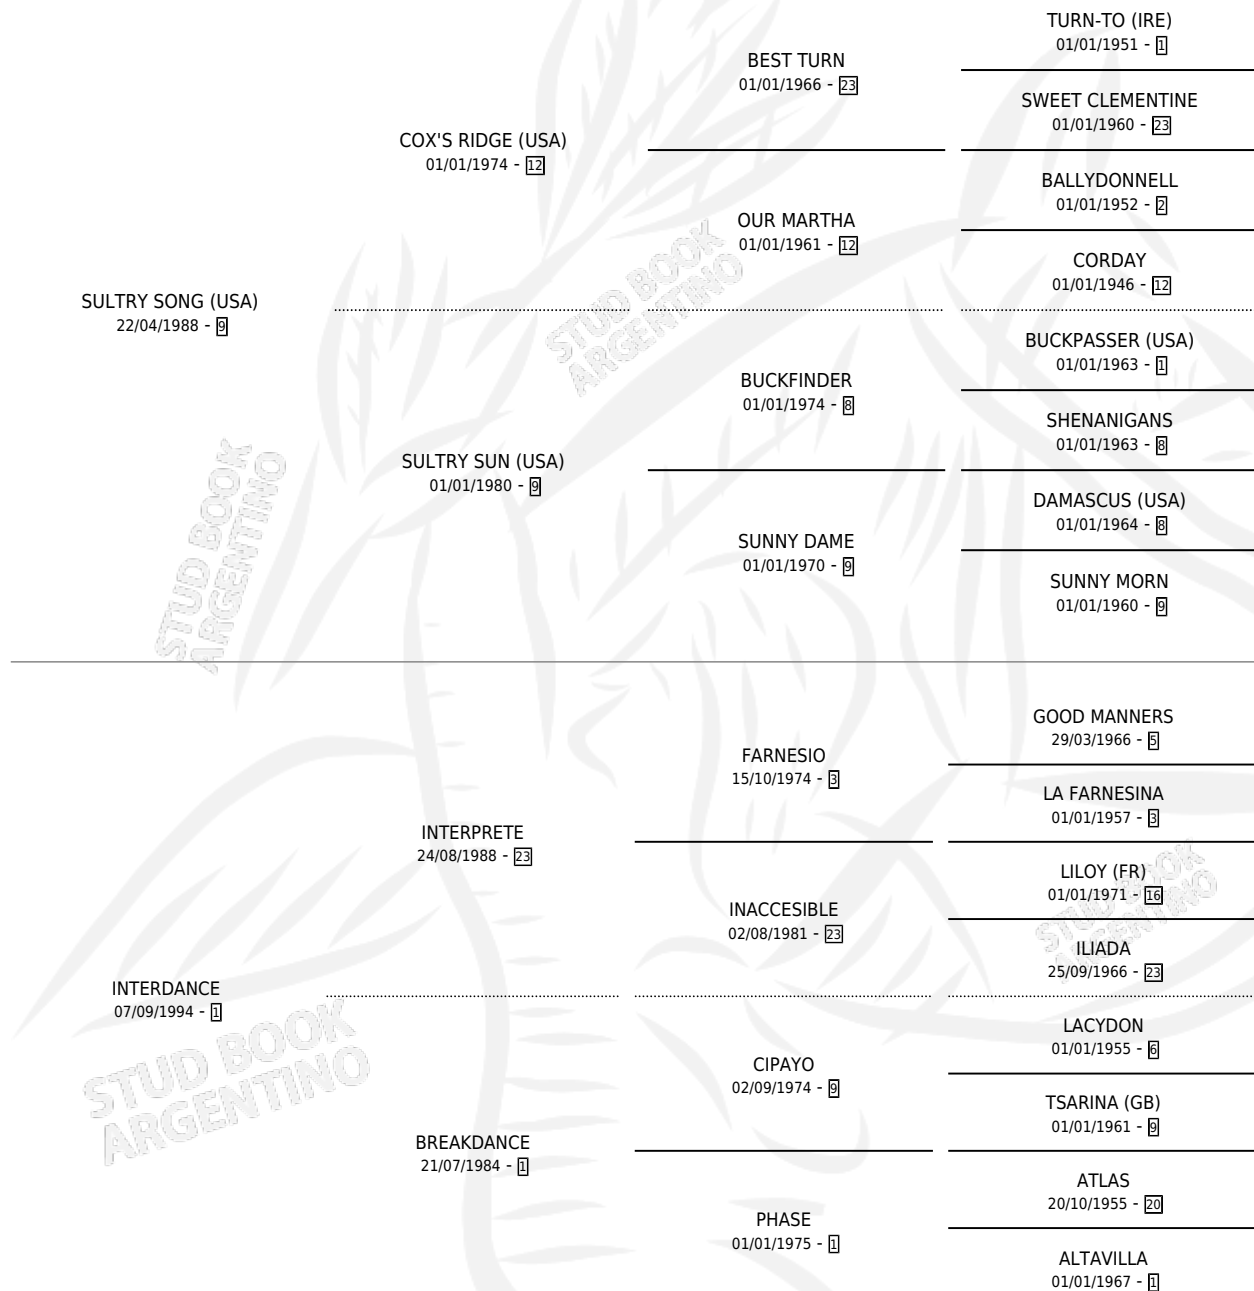 TURN-TO (IRE)
01/01/1951 - 1
BEST TURN
01/01/1966 - 23
SWEET CLEMENTINE
01/01/1960 - 23
COX'S RIDGE (USA)
01/01/1974 - 12
BALLYDONNELL
01/01/1952 - 2
OUR MARTHA
01/01/1961 - 12
CORDAY
01/01/1946 - 12
SULTRY SONG (USA)
22/04/1988 - 9
BUCKPASSER (USA)
01/01/1963 - 1
BUCKFINDER
01/01/1974 - 8
SHENANIGANS
01/01/1963 - 8
SULTRY SUN (USA)
01/01/1980 - 9
DAMASCUS (USA)
01/01/1964 - 8
SUNNY DAME
01/01/1970 - 9
SUNNY MORN
01/01/1960 - 9
GOOD MANNERS
29/03/1966 - 5
FARNESIO
15/10/1974 - 3
LA FARNESINA
01/01/1957 - 3
INTERPRETE
24/08/1988 - 23
LILOY (FR)
01/01/1971 - 16
INACCESIBLE
02/08/1981 - 23
ILIADA
25/09/1966 - 23
INTERDANCE
07/09/1994 - 1
LACYDON
01/01/1955 - 6
CIPAYO
02/09/1974 - 9
TSARINA (GB)
01/01/1961 - 9
BREAKDANCE
21/07/1984 - 1
ATLAS
20/10/1955 - 20
PHASE
01/01/1975 - 1
ALTAVILLA
01/01/1967 - 1
STUD BOOK
ARGENTINO
STUD BOOK
ARGENTINO
STUD BOOK
ARGENTINO
STUD BOOK
ARGENTINO